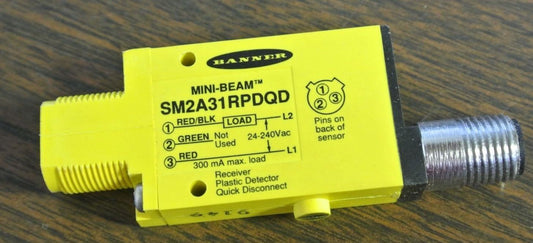 BANNER
MINI-BEAM™
SM2A31RPDQD
① RED/BLK LOAD L2
② GREEN Not Used 24-240Vac
③ RED L1
300 mA max. load
Receiver
Plastic Detector
Quick Disconnect
① ② ③
Pins on
back of
sensor